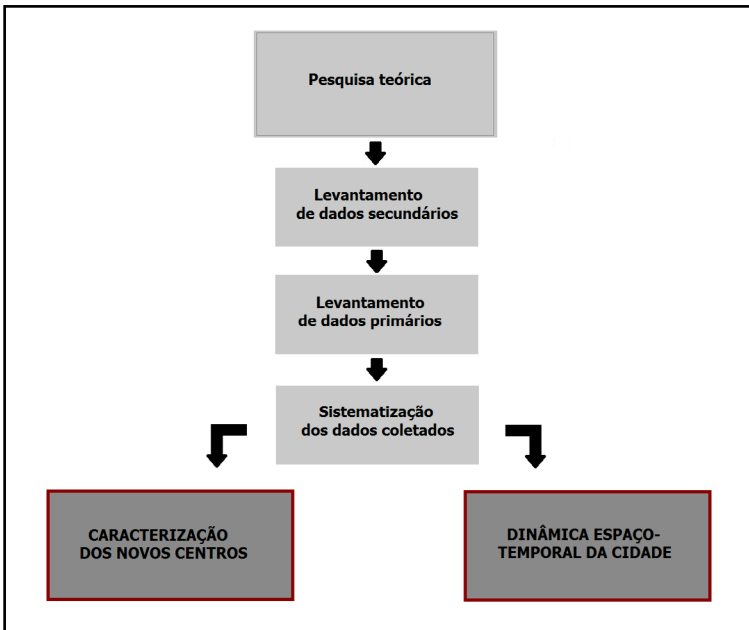 Pesquisa teórica
Levantamento
de dados secundários
Levantamento
de dados primários
Sistematização
dos dados coletados
CARACTERIZAÇÃO
DOS NOVOS CENTROS
DINÂMICA ESPAÇO-
TEMPORAL DA CIDADE